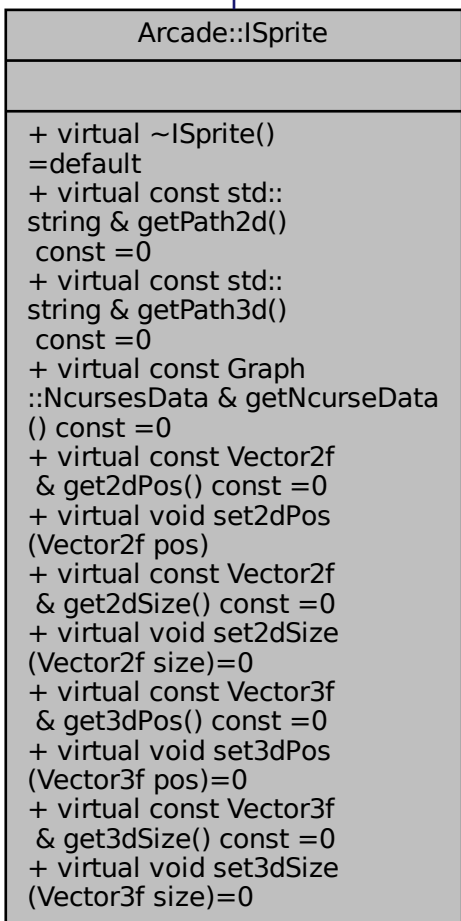 Arcade::ISprite
+ virtual ~ISprite()
=default
+ virtual const std::
string & getPath2d()
const =0
+ virtual const std::
string & getPath3d()
const =0
+ virtual const Graph
::NcursesData & getNcurseData
() const =0
+ virtual const Vector2f
& get2dPos() const =0
+ virtual void set2dPos
(Vector2f pos)
+ virtual const Vector2f
& get2dSize() const =0
+ virtual void set2dSize
(Vector2f size)=0
+ virtual const Vector3f
& get3dPos() const =0
+ virtual void set3dPos
(Vector3f pos)=0
+ virtual const Vector3f
& get3dSize() const =0
+ virtual void set3dSize
(Vector3f size)=0